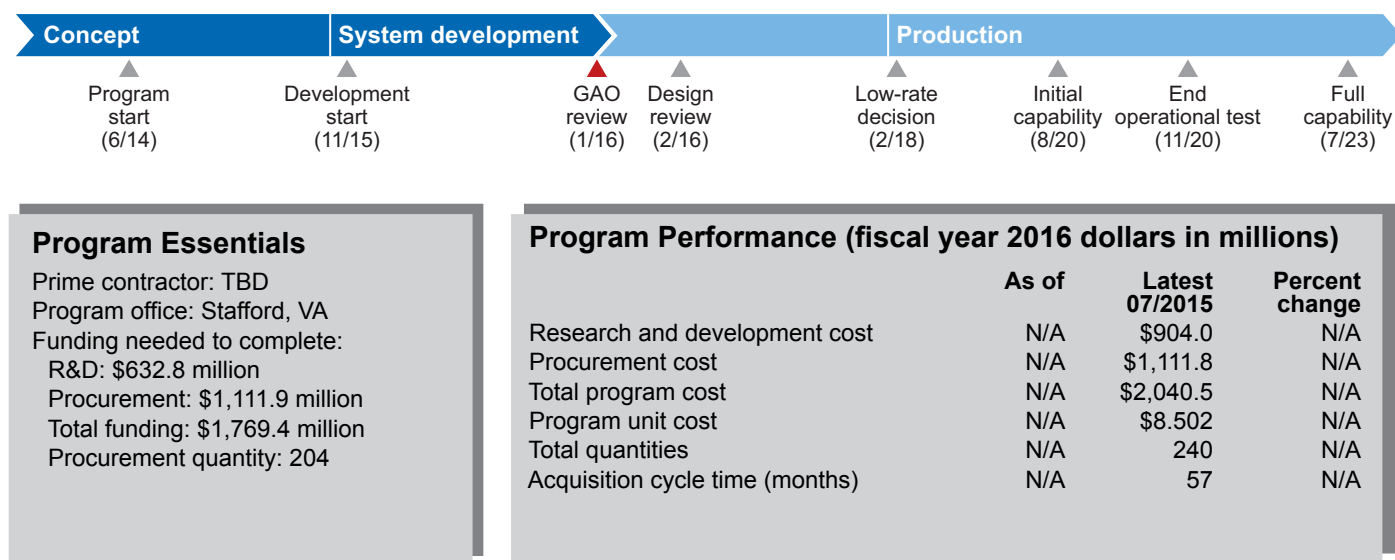 Concept System development Production
Program start (6/14)
Development start (11/15)
GAO review (1/16)
Design review (2/16)
Low-rate decision (2/18)
Initial capability (8/20)
End operational test (11/20)
Full capability (7/23)
Program Essentials
Prime contractor: TBD
Program office: Stafford, VA
Funding needed to complete:
R&D: $632.8 million
Procurement: $1,111.9 million
Total funding: $1,769.4 million
Procurement quantity: 204
Program Performance (fiscal year 2016 dollars in millions)
As of Latest 07/2015 Percent change
Research and development cost N/A $904.0 N/A
Procurement cost N/A $1,111.8 N/A
Total program cost N/A $2,040.5 N/A
Program unit cost N/A $8.502 N/A
Total quantities N/A 240 N/A
Acquisition cycle time (months) N/A 57 N/A